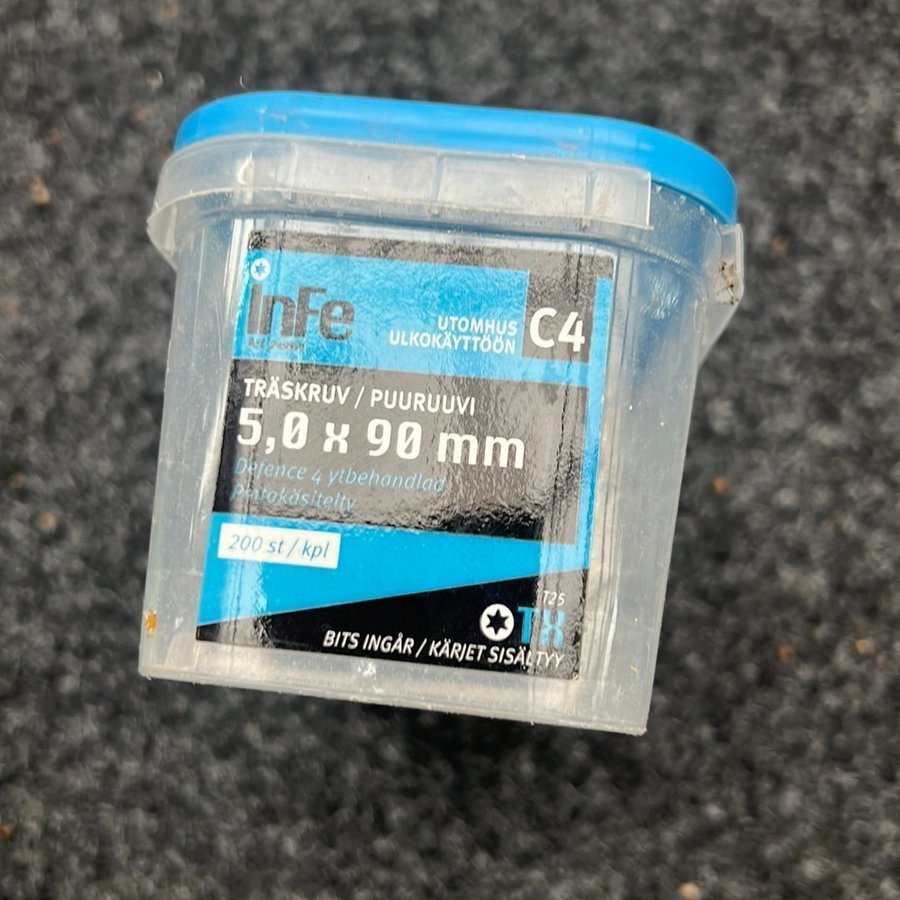 InFe
UTOMHUS
ULKOKÄYTTÖÖN
C4
TRÄSKRUV / PUURUUVI
5,0 x 90 mm
Defence 4 ytbehandlad
Pintakäsitelty
200 st / kpl
T25
TX
BITS INGÅR / KÄRJET SISÄLTYY